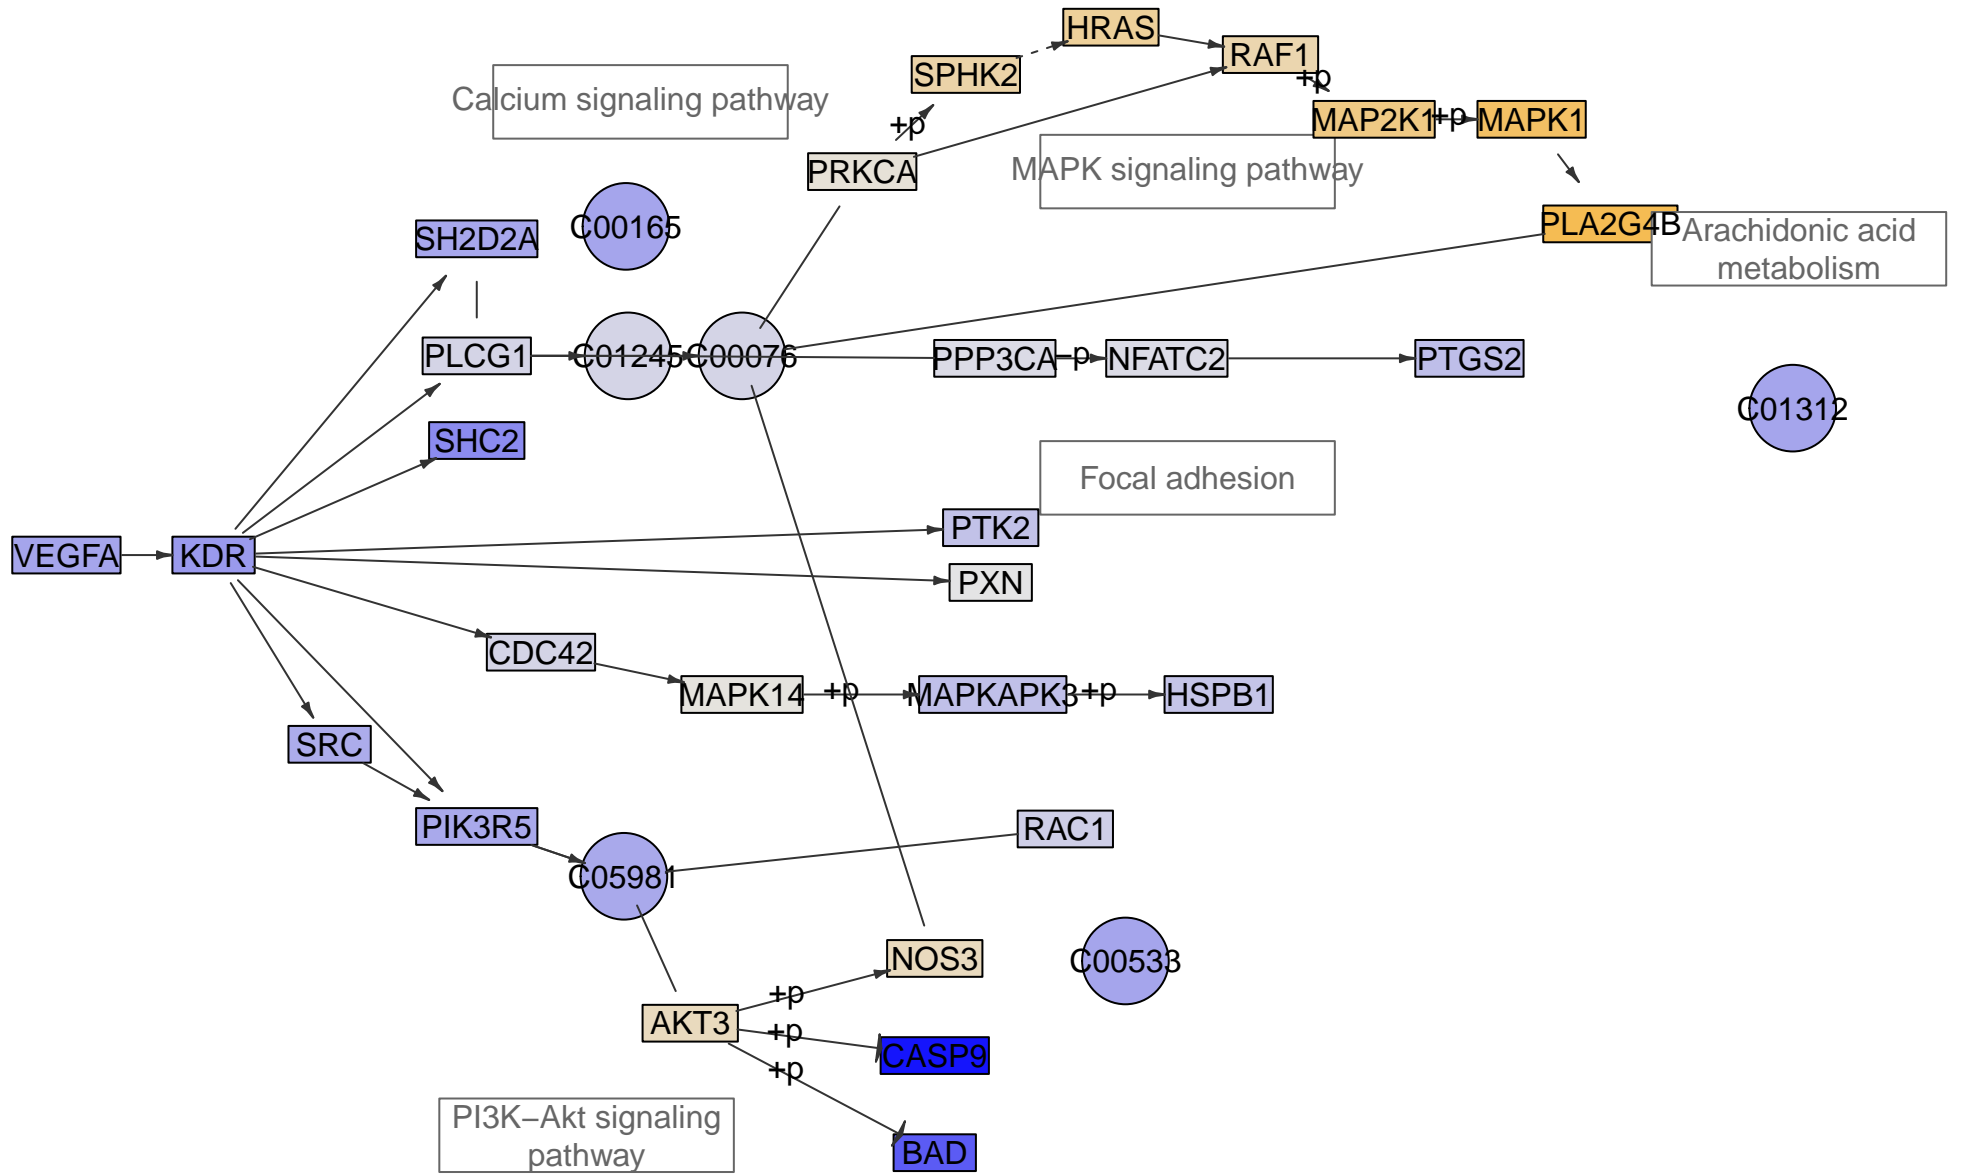 HRAS
RAF1
SPHK2
+p
Calcium signaling pathway
+p
MAP2K1
+p
MAPK1
PRKCA
MAPK signaling pathway
SH2D2A
C00165
PLA2G4B
Arachidonic acid
metabolism
PLCG1
C01245
C00076
PPP3CA
-p
NFATC2
PTGS2
C01312
SHC2
Focal adhesion
PTK2
VEGFA
KDR
PXN
CDC42
MAPK14
+p
MAPKAPK3
+p
HSPB1
SRC
PIK3R5
RAC1
C05981
NOS3
C00533
+p
AKT3
+p
CASP9
+p
PI3K–Akt signaling
pathway
BAD